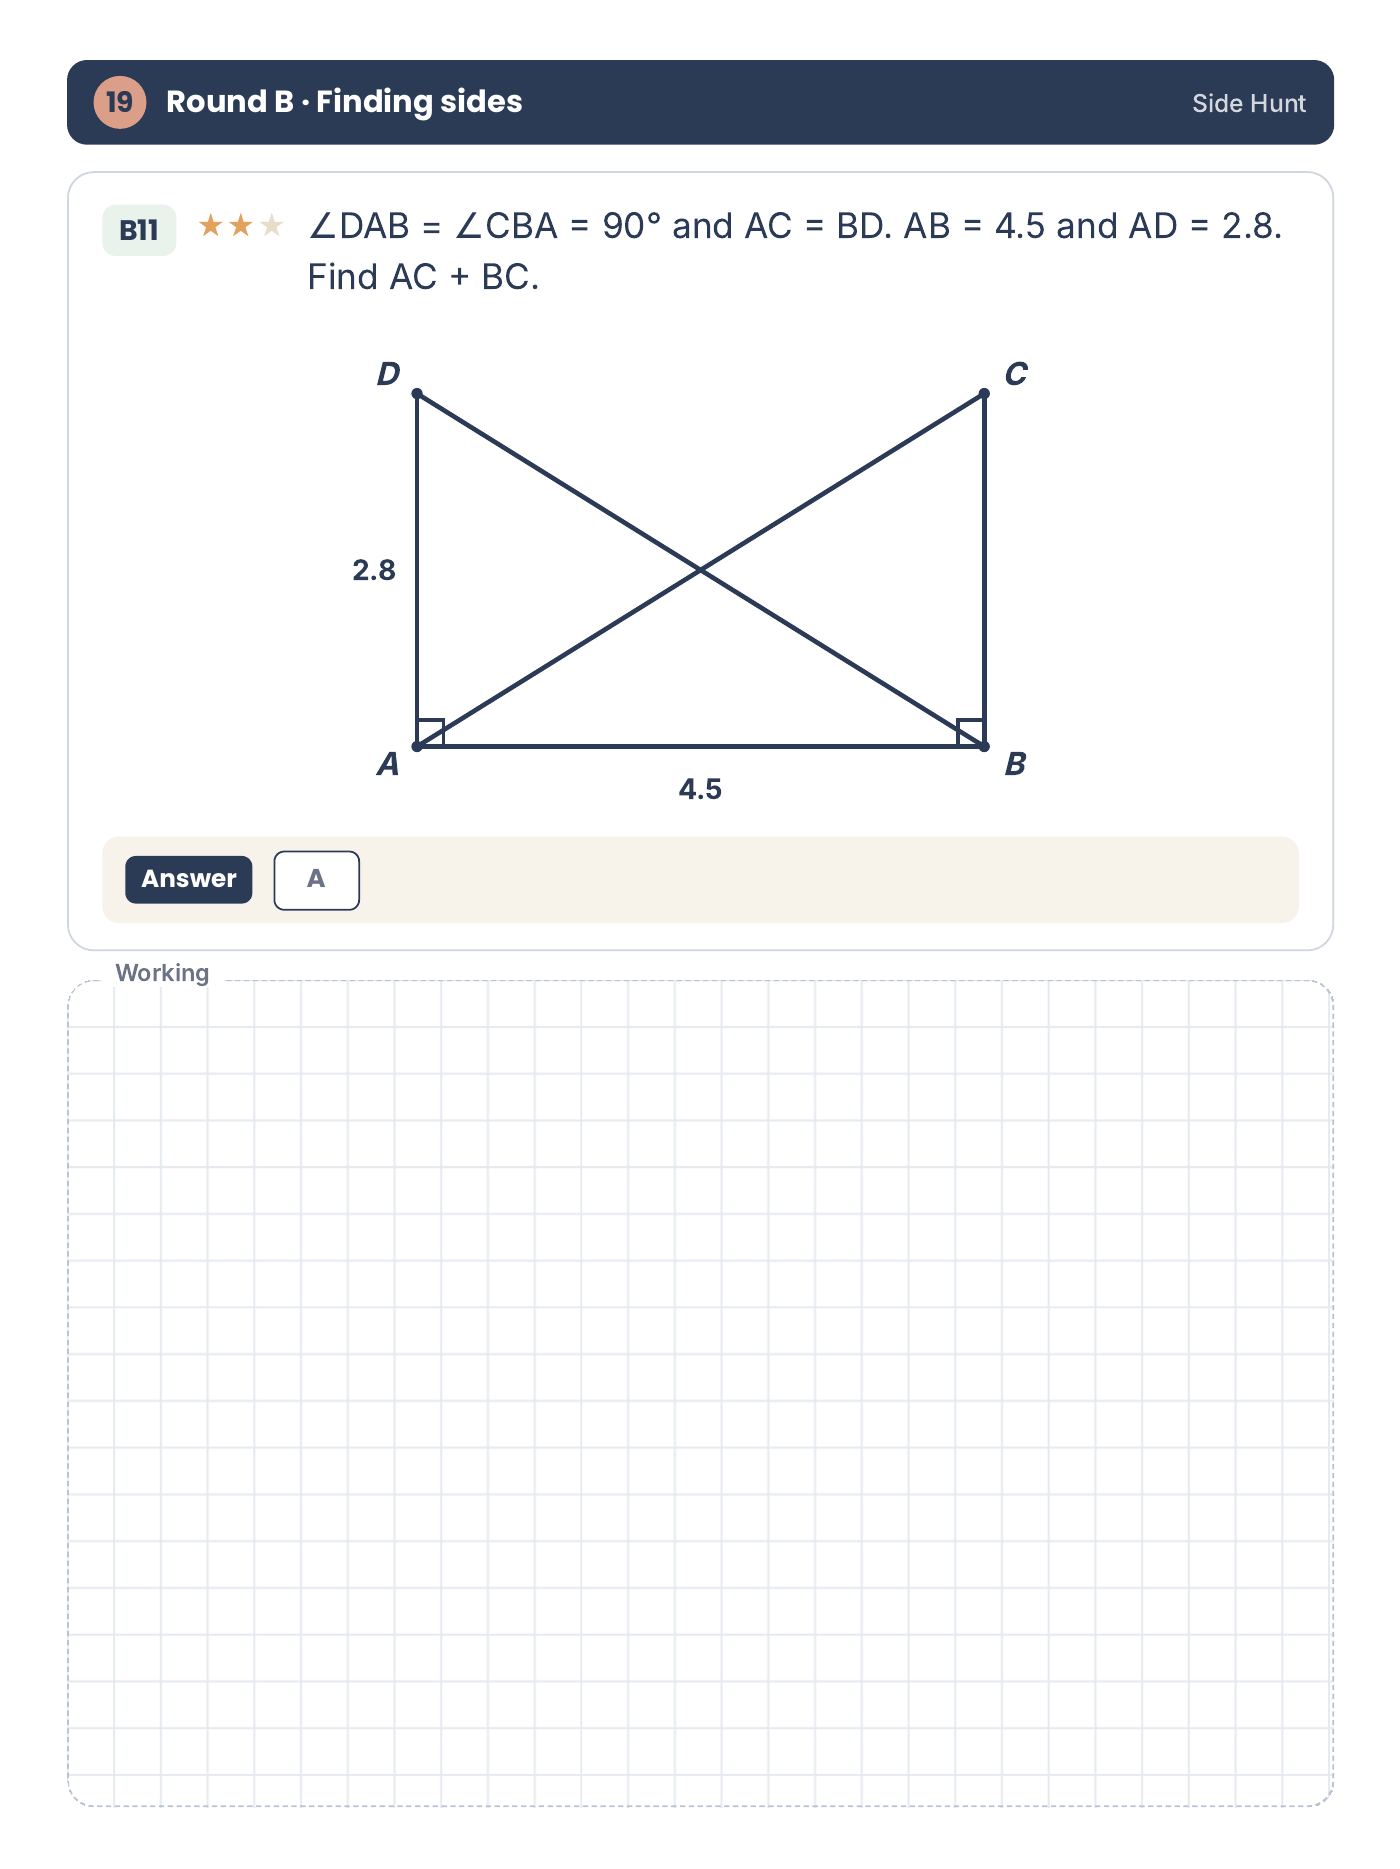 19 Round B · Finding sides Side Hunt
B11 ★★★ ∠DAB = ∠CBA = 90° and AC = BD. AB = 4.5 and AD = 2.8.
Find AC + BC.
D C
2.8
A B
4.5
Answer A
Working